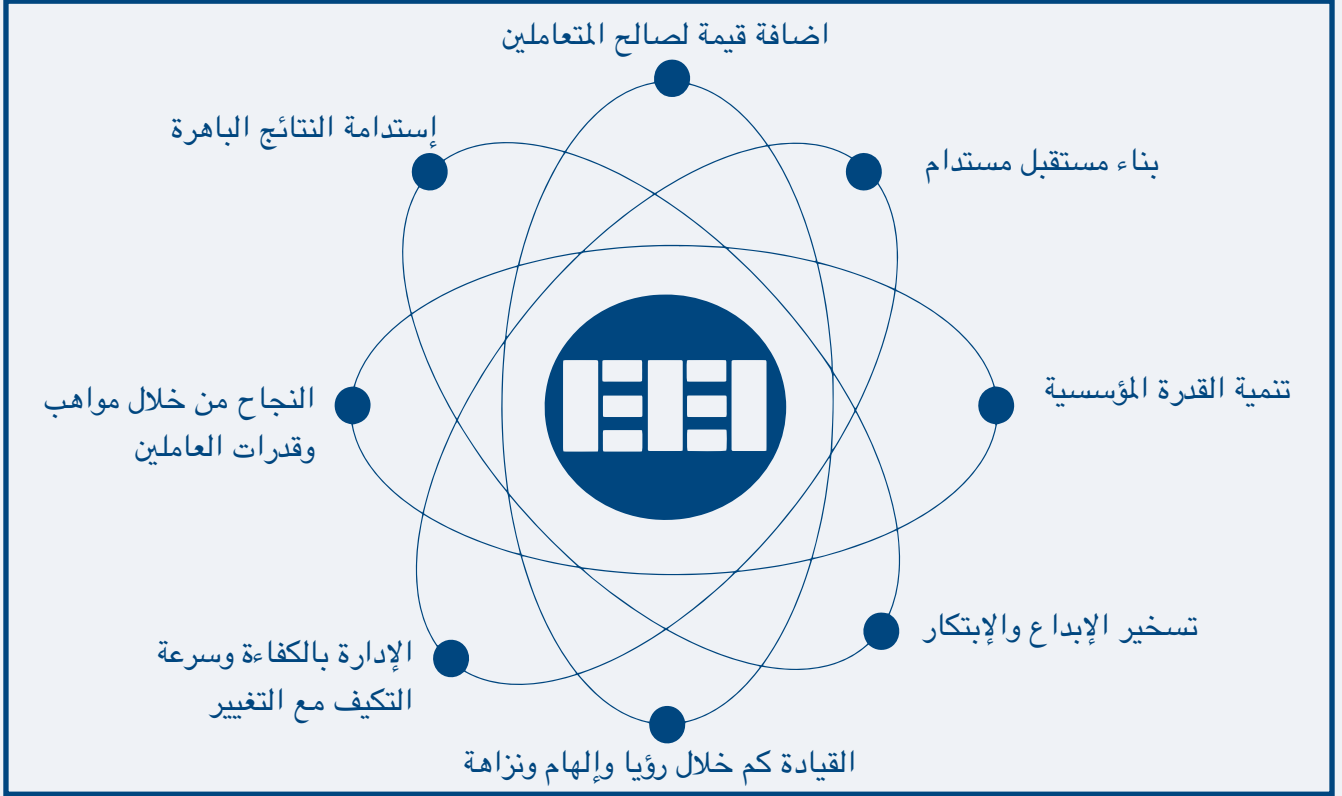 اضافة قيمة لصالح المتعاملين
بناء مستقبل مستدام
تنمية القدرة المؤسسية
تسخير الإبداع والإبتكار
القيادة كم خلال رؤيا وإلهام ونزاهة
الإدارة بالكفاءة وسرعة
التكيف مع التغيير
النجاح من خلال مواهب
وقدرات العاملين
إستدامة النتائج الباهرة